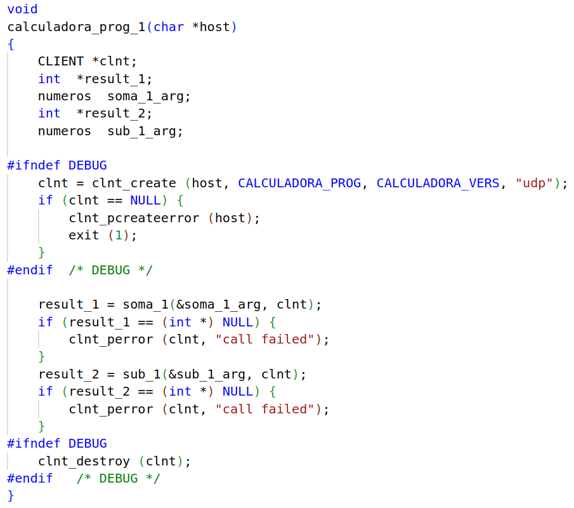 void
calculadora_prog_1(char *host)
{
    CLIENT *clnt;
    int  *result_1;
    numeros  soma_1_arg;
    int  *result_2;
    numeros  sub_1_arg;

#ifndef DEBUG
    clnt = clnt_create (host, CALCULADORA_PROG, CALCULADORA_VERS, "udp");
    if (clnt == NULL) {
        clnt_pcreateerror (host);
        exit (1);
    }
#endif  /* DEBUG */

    result_1 = soma_1(&soma_1_arg, clnt);
    if (result_1 == (int *) NULL) {
        clnt_perror (clnt, "call failed");
    }
    result_2 = sub_1(&sub_1_arg, clnt);
    if (result_2 == (int *) NULL) {
        clnt_perror (clnt, "call failed");
    }
#ifndef DEBUG
    clnt_destroy (clnt);
#endif   /* DEBUG */
}